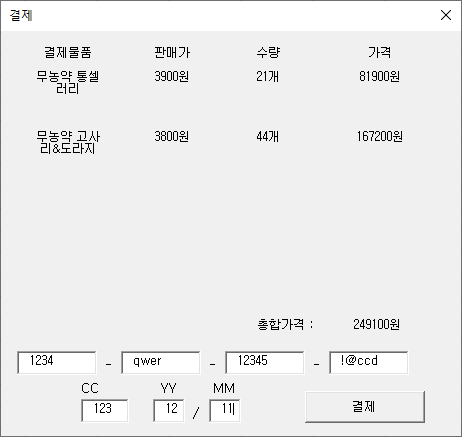 결제
결제물품 판매가 수량 가격
무농약 통셀 3900원 21개 81900원
러리
무농약 고사 3800원 44개 167200원
리&도라지
총합가격 : 249100원
1234 - qwer - 12345 - !@ccd
CC YY MM
123 12 / 11 결제